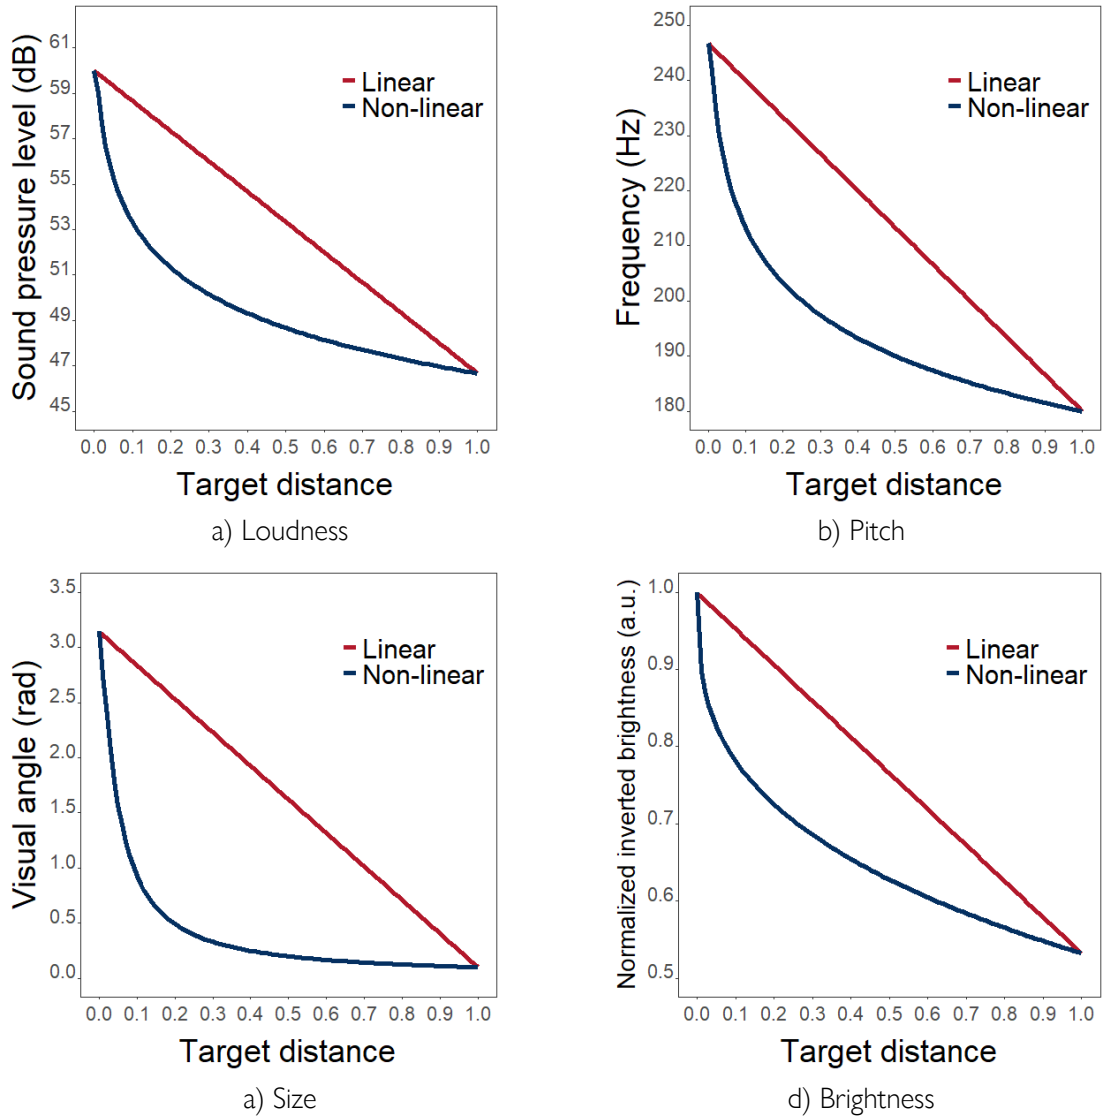 Sound pressure level (dB)
61
59
57
55
53
51
49
47
45
Linear
Non-linear
0.0 0.1 0.2 0.3 0.4 0.5 0.6 0.7 0.8 0.9 1.0
Target distance
a) Loudness
Frequency (Hz)
250
240
230
220
210
200
190
180
Linear
Non-linear
0.0 0.1 0.2 0.3 0.4 0.5 0.6 0.7 0.8 0.9 1.0
Target distance
b) Pitch
Visual angle (rad)
3.5
3.0
2.5
2.0
1.5
1.0
0.5
0.0
Linear
Non-linear
0.0 0.1 0.2 0.3 0.4 0.5 0.6 0.7 0.8 0.9 1.0
Target distance
a) Size
Normalized inverted brightness (a.u.)
1.0
0.9
0.8
0.7
0.6
0.5
Linear
Non-linear
0.0 0.1 0.2 0.3 0.4 0.5 0.6 0.7 0.8 0.9 1.0
Target distance
d) Brightness